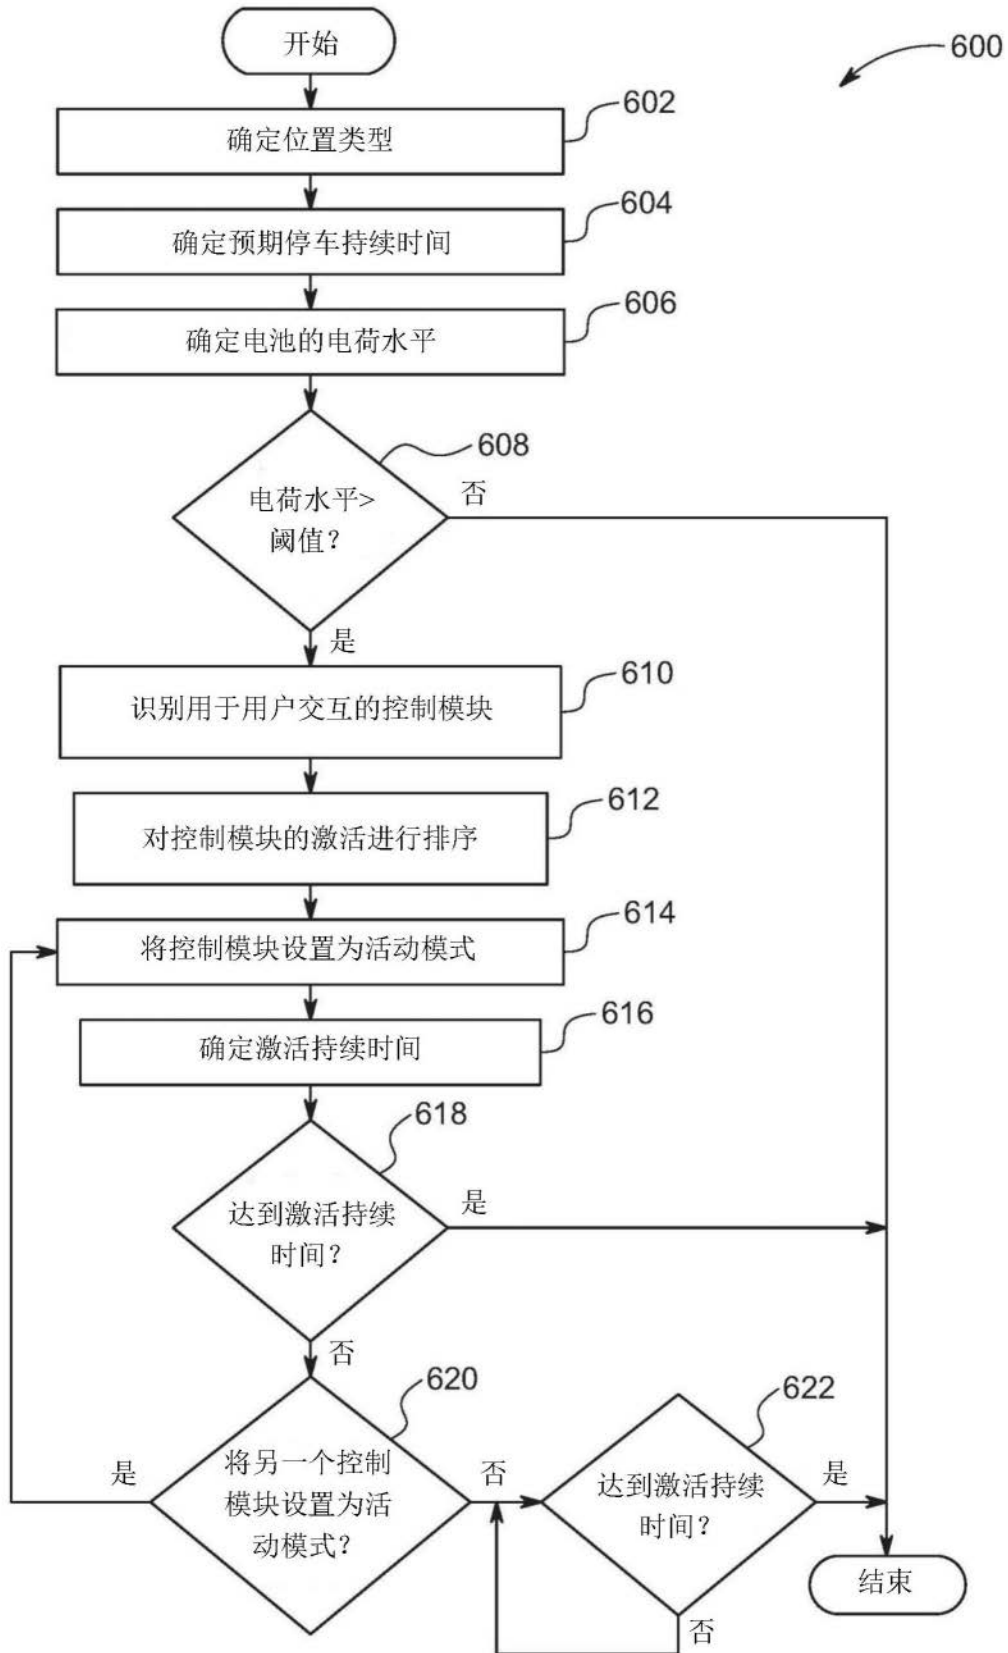 开始
600
602
确定位置类型
604
确定预期停车持续时间
606
确定电池的电荷水平
608
电荷水平>
阈值？
否
是
610
识别用于用户交互的控制模块
612
对控制模块的激活进行排序
614
将控制模块设置为活动模式
616
确定激活持续时间
618
达到激活持续
时间？
是
否
620
将另一个控制
模块设置为活
动模式？
是
否
622
达到激活持续
时间？
是
否
结束